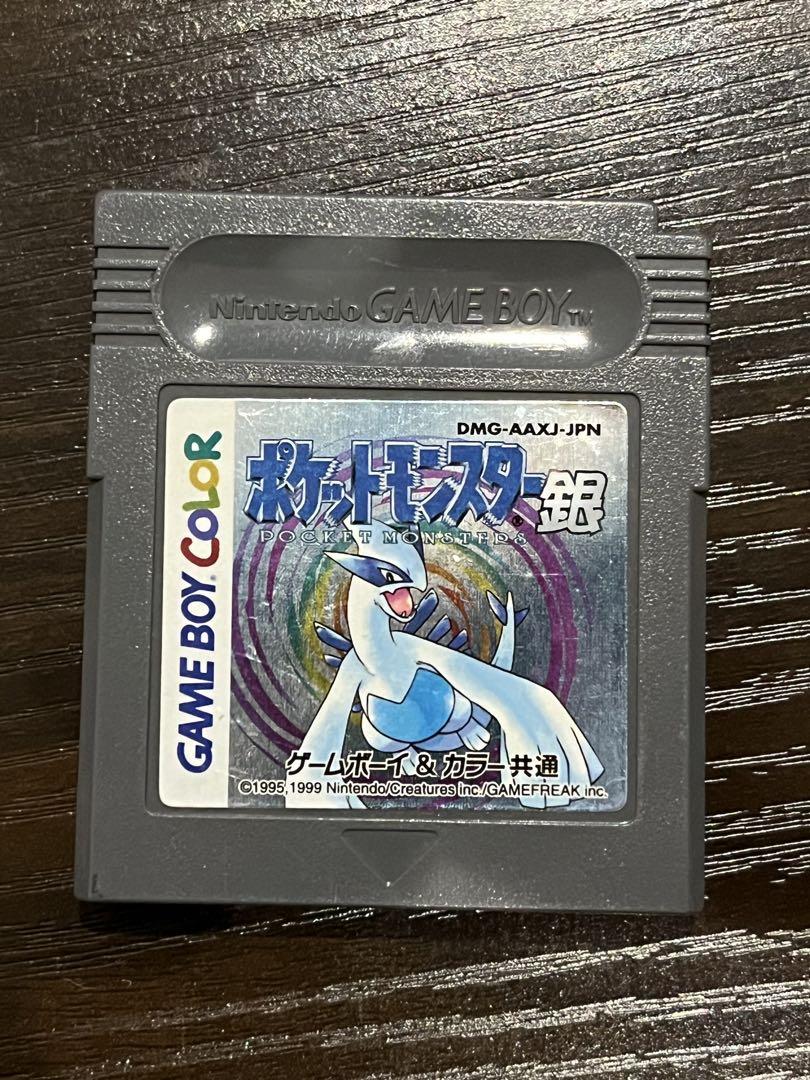 Nintendo GAME BOY™
GAME BOY COLOR
DMG-AAXJ-JPN
ポケットモンスター®銀
POCKET MONSTERS
ゲームボーイ & カラー共通
©1995,1999 Nintendo/Creatures inc./GAMEFREAK inc.